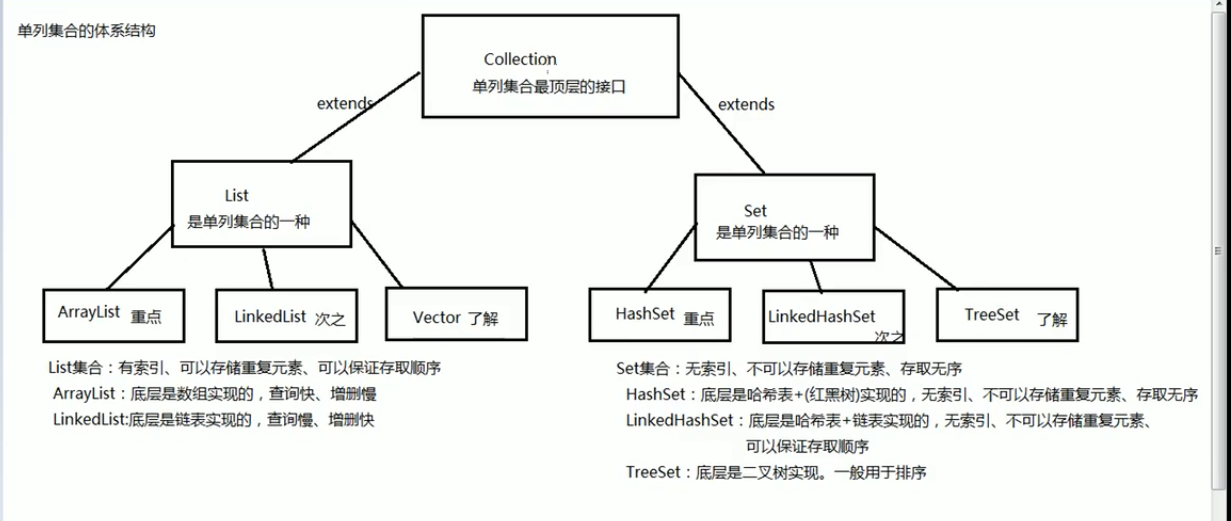 单列集合的体系结构
Collection
单列集合最顶层的接口
extends
extends
List
是单列集合的一种
Set
是单列集合的一种
ArrayList 重点
LinkedList 次之
Vector 了解
HashSet 重点
LinkedHashSet
次之
TreeSet 了解
List集合：有索引、可以存储重复元素、可以保证存取顺序
ArrayList：底层是数组实现的，查询快、增删慢
LinkedList:底层是链表实现的，查询慢、增删快
Set集合：无索引、不可以存储重复元素、存取无序
HashSet：底层是哈希表+(红黑树)实现的，无索引、不可以存储重复元素、存取无序
LinkedHashSet：底层是哈希表+链表实现的，无索引、不可以存储重复元素、
可以保证存取顺序
TreeSet：底层是二叉树实现。一般用于排序